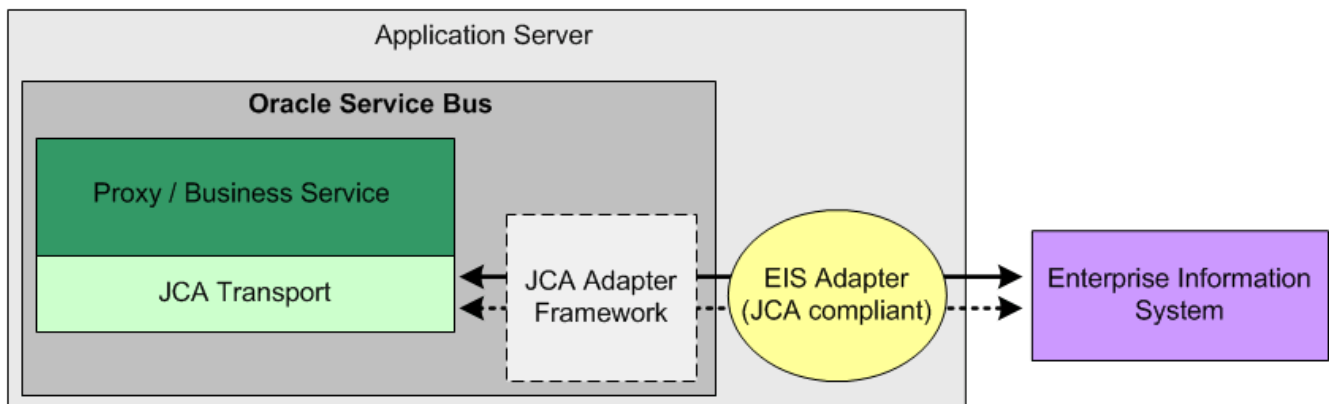 Application Server
Oracle Service Bus
Proxy / Business Service
JCA Transport
JCA Adapter
Framework
EIS Adapter
(JCA compliant)
Enterprise Information
System